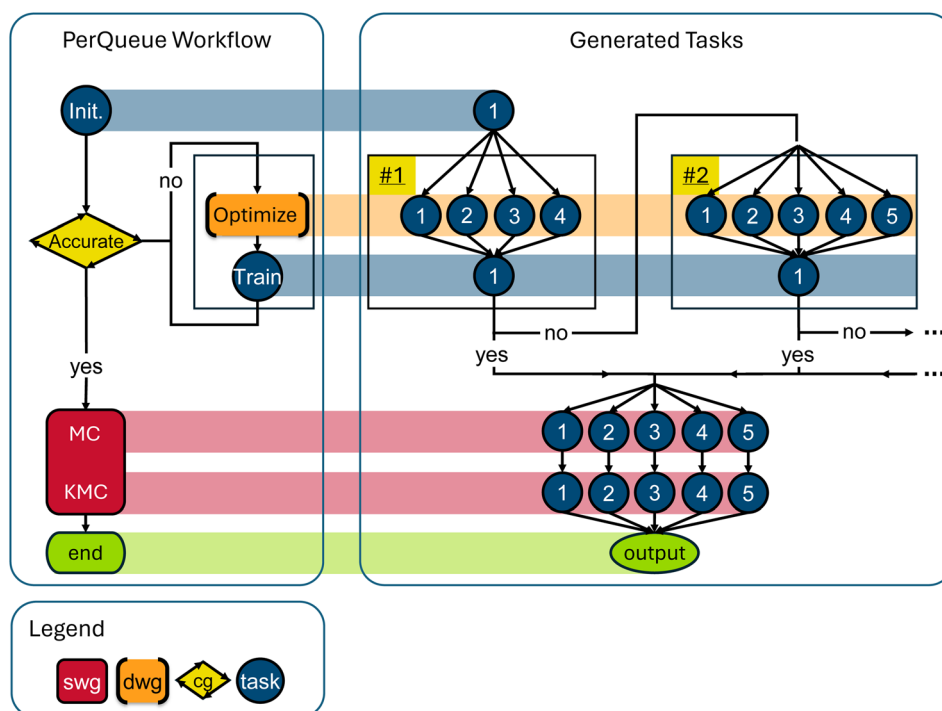 PerQueue Workflow
Generated Tasks
Init.
1
no
#1
#2
Optimize
1 2 3 4
1 2 3 4 5
Accurate
Train
1
1
no
no
...
yes
yes
yes
...
MC
1 2 3 4 5
KMC
1 2 3 4 5
end
output
Legend
swg
dwg
cg
task